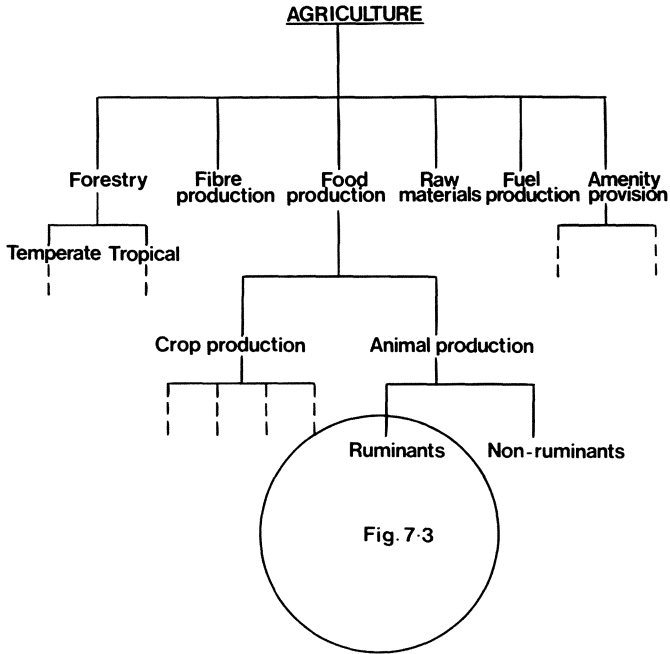 AGRICULTURE
Forestry
Fibre
production
Food
production
Raw
materials
Fuel
production
Amenity
provision
Temperate
Tropical
Crop production
Animal production
Ruminants
Non-ruminants
Fig. 7·3